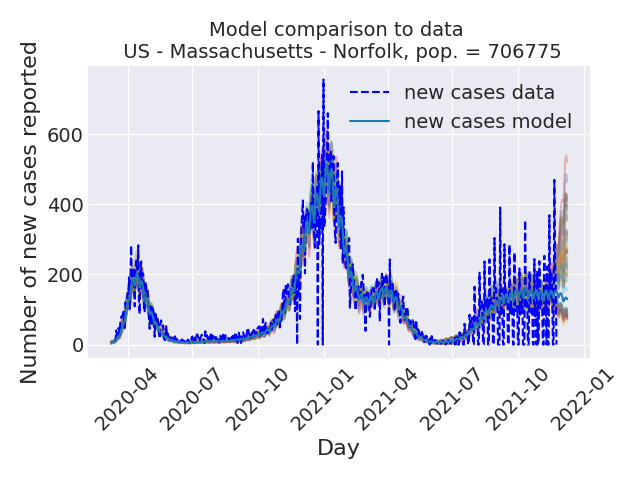 Model comparison to data
US - Massachusetts - Norfolk, pop. = 706775
Number of new cases reported
600
400
200
0
new cases data
new cases model
2020-04
2020-07
2020-10
2021-01
2021-04
2021-07
2021-10
2022-01
Day